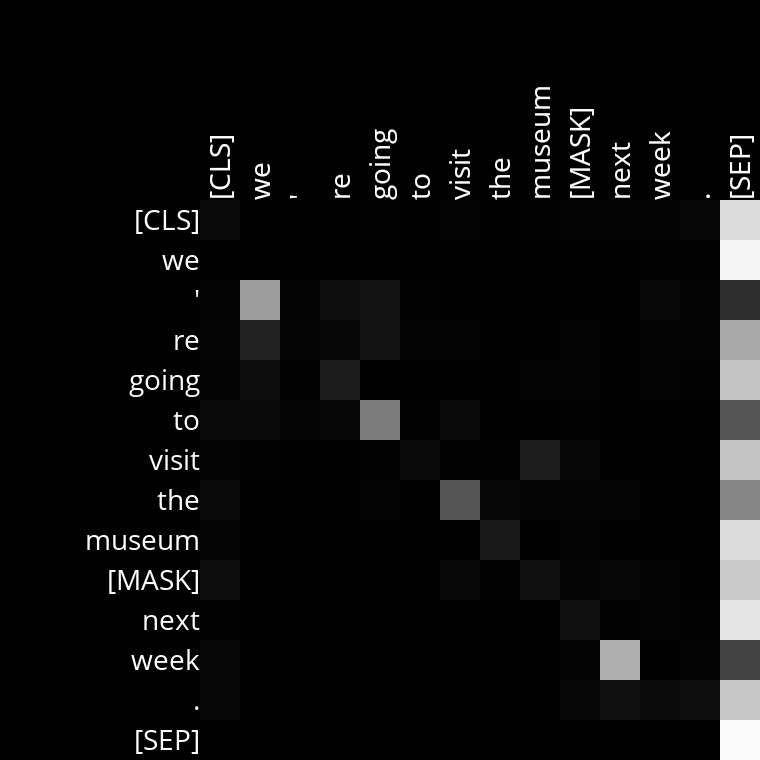 [CLS] we ' re going to visit the museum [MASK] next week . [SEP]
[CLS]
we
'
re
going
to
visit
the
museum
[MASK]
next
week
.
[SEP]